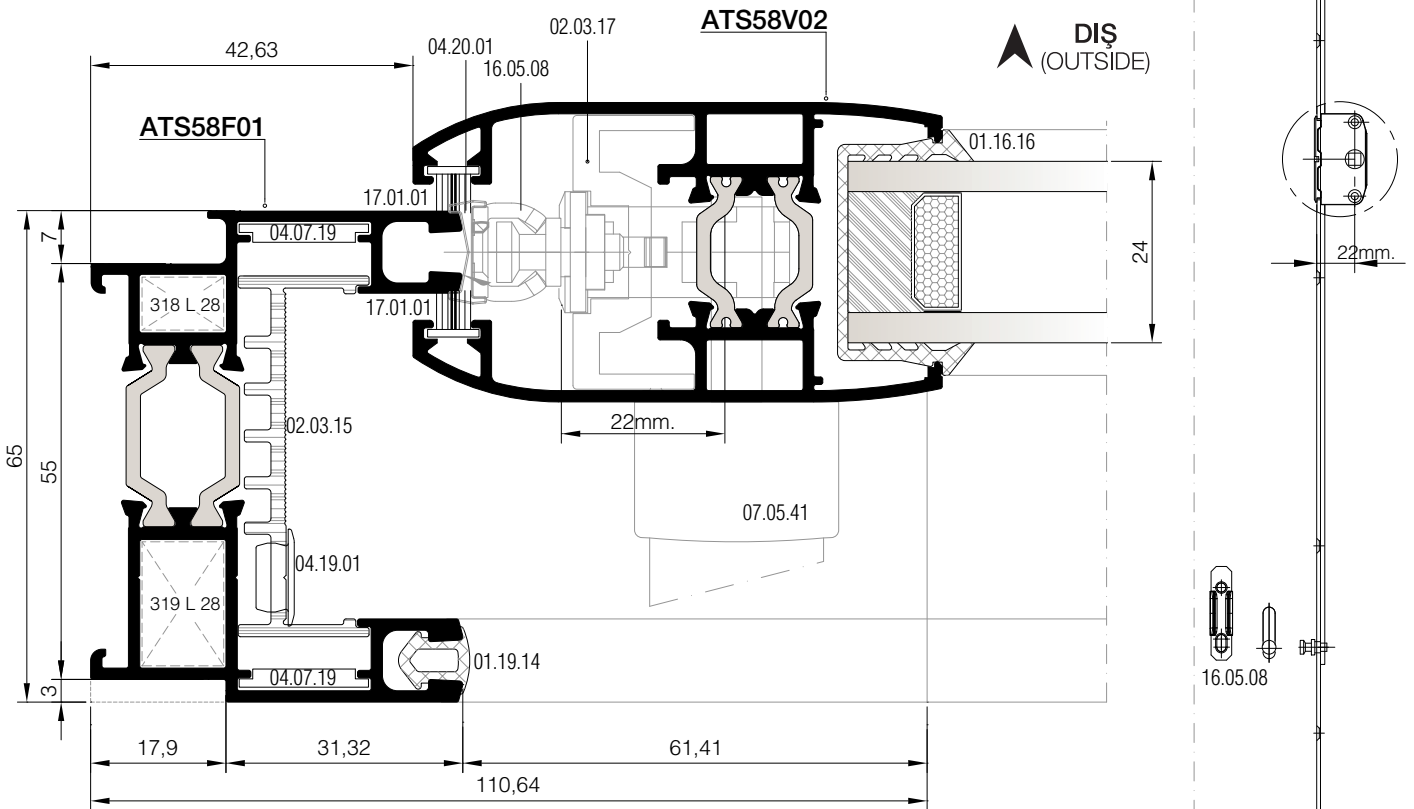 ATS58V02
02.03.17
DIŞ
(OUTSIDE)
42,63
04.20.01
16.05.08
ATS58F01
01.16.16
17.01.01
04.07.19
7
24
22mm.
318 L 28
17.01.01
02.03.15
22mm.
65
55
07.05.41
04.19.01
319 L 28
01.19.14
04.07.19
16.05.08
3
17,9
31,32
61,41
110,64